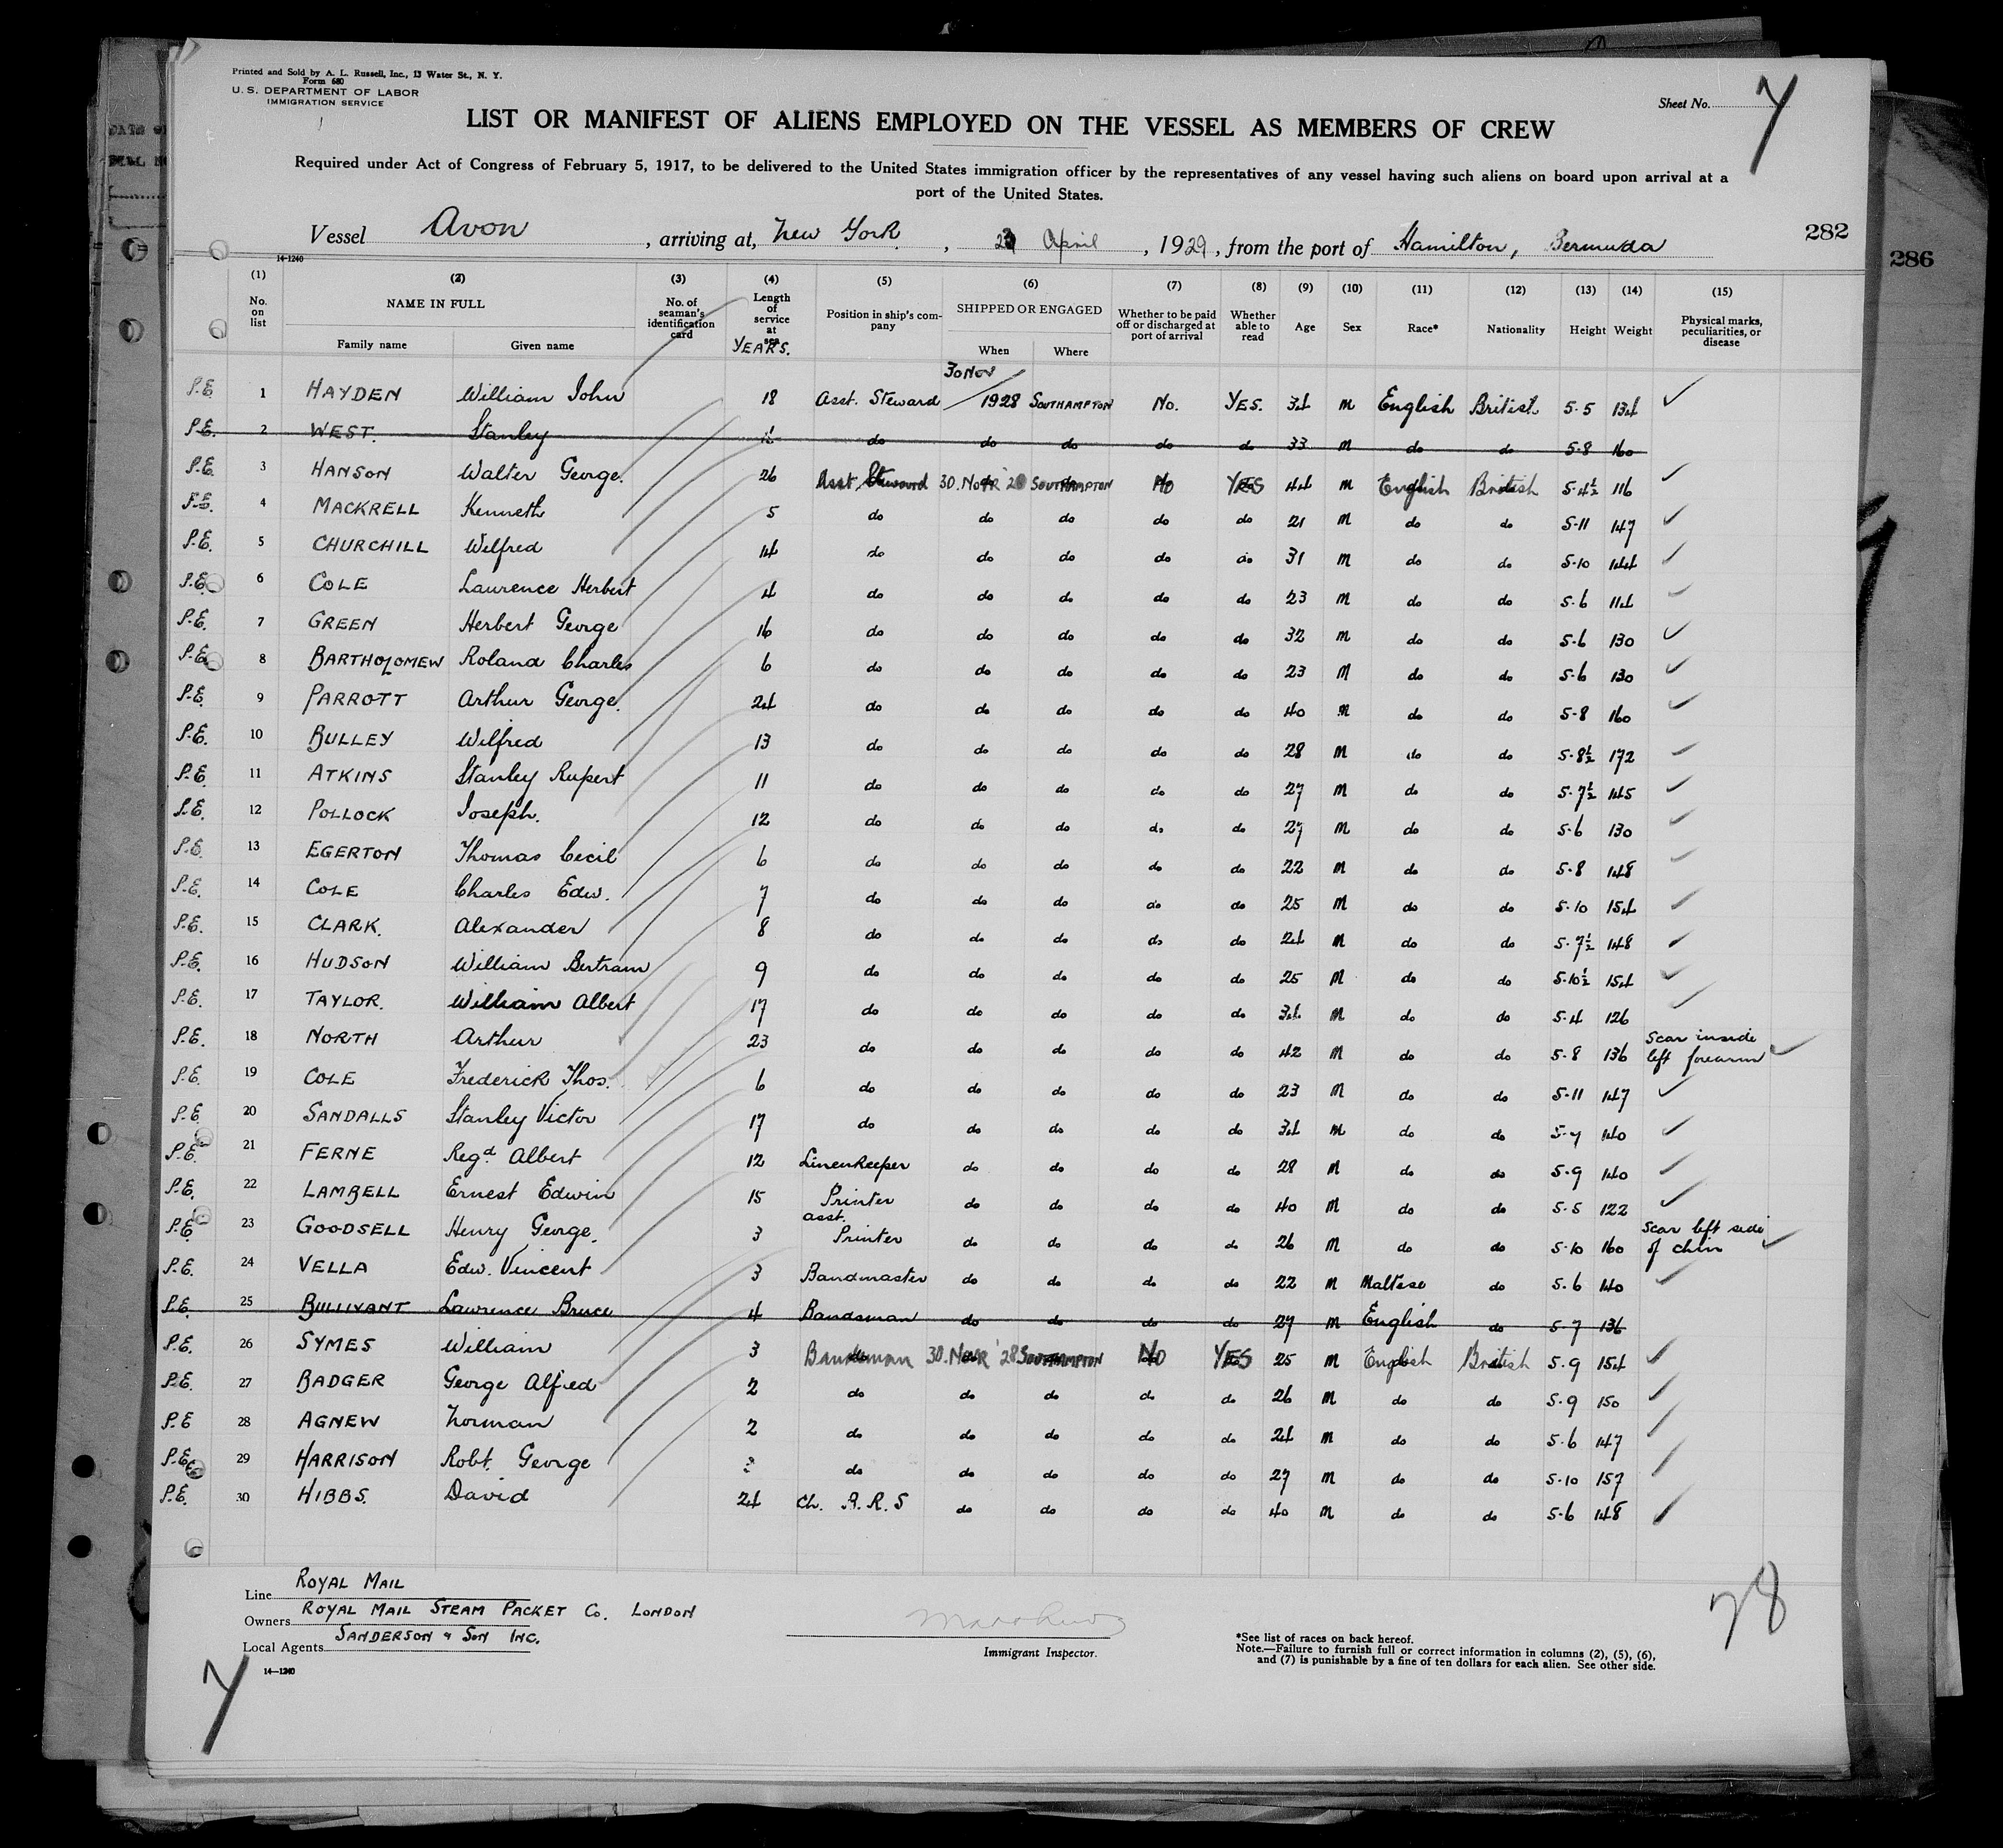 Printed and Sold by A. L. Russell, Inc., 13 Water St., N. Y.
Form 680
U. S. DEPARTMENT OF LABOR
IMMIGRATION SERVICE
Sheet No. 7
LIST OR MANIFEST OF ALIENS EMPLOYED ON THE VESSEL AS MEMBERS OF CREW
Required under Act of Congress of February 5, 1917, to be delivered to the United States immigration officer by the representatives of any vessel having such aliens on board upon arrival at a
port of the United States.
Vessel Avon, arriving at, New York, April, 1929, from the port of Hamilton, Bermuda
282
286
14-1240
(1) (2) (3) (4) (5) (6) (7) (8) (9) (10) (11) (12) (13) (14) (15)
No. on list NAME IN FULL Family name Given name No. of seaman's identification card Length of service at sea YEARS. Position in ship's company SHIPPED OR ENGAGED When Where Whether to be paid off or discharged at port of arrival Whether able to read Age Sex Race* Nationality Height Weight Physical marks, peculiarities, or disease
P.E. 1 HAYDEN William John 18 Asst. Steward 30 Nov 1928 SOUTHAMPTON No. YES. 34 M English British 5-5 134
P.E. 2 WEST. Stanley do do do do do 33 M do do 5-8 160
P.E. 3 HANSON Walter George. 26 Asst. Steward 30. Nov 28 SOUTHAMPTON No YES 44 M English British 5-4½ 116
P.E. 4 MACKRELL Kenneth 5 do do do do do 21 M do do 5-11 147
P.E. 5 CHURCHILL Wilfred 14 do do do do do 31 M do do 5-10 144
P.E. 6 COLE Lawrence Herbert 4 do do do do do 23 M do do 5-6 114
P.E. 7 GREEN Herbert George 16 do do do do do 32 M do do 5-6 130
P.E. 8 BARTHOLOMEW Roland Charles 6 do do do do do 23 M do do 5-6 130
P.E. 9 PARROTT Arthur George. 24 do do do do do 40 M do do 5-8 160
P.E. 10 BULLEY Wilfred 13 do do do do do 28 M do do 5-8½ 172
P.E. 11 ATKINS Stanley Rupert 11 do do do do do 27 M do do 5-7½ 145
P.E. 12 POLLOCK Joseph. 12 do do do do do 27 M do do 5-6 130
P.E. 13 EGERTON Thomas Cecil 6 do do do do do 22 M do do 5-8 148
P.E. 14 COLE Charles Edw. 7 do do do do do 25 M do do 5-10 154
P.E. 15 CLARK. Alexander 8 do do do do do 24 M do do 5-7½ 148
P.E. 16 HUDSON William Bertram 9 do do do do do 25 M do do 5-10½ 154
P.E. 17 TAYLOR. William Albert 17 do do do do do 34 M do do 5-4 126
P.E. 18 NORTH Arthur 23 do do do do do 42 M do do 5-8 136 Scar inside left forearm
P.E. 19 COLE Frederick Thos. 6 do do do do do 23 M do do 5-11 147
P.E. 20 SANDALLS Stanley Victor 17 do do do do do 34 M do do 5-7 140
P.E. 21 FERNE Regd Albert 12 Linenkeeper do do do do 28 M do do 5-9 140
P.E. 22 LAMBELL Ernest Edwin 15 Printer do do do do 40 M do do 5-5 122
P.E. 23 GOODSELL Henry George. 3 asst. Printer do do do do 26 M do do 5-10 160 Scar left side of chin
P.E. 24 VELLA Edw. Vincent 3 Bandmaster do do do do 22 M Maltese do 5-6 140
P.E. 25 BULLIVANT Lawrence Bruce 4 Bandsman do do do do 27 M English do 5-7 136
P.E. 26 SYMES William 3 Bandsman 30. Nov '28 SOUTHAMPTON No YES 25 M English British 5-9 154
P.E. 27 BADGER George Alfred 2 do do do do do 26 M do do 5-9 150
P.E 28 AGNEW Norman 2 do do do do do 24 M do do 5-6 147
P.E. 29 HARRISON Robt. George do do do do do 27 M do do 5-10 157
P.E. 30 HIBBS. David 24 Ch. B.R.S do do do do 40 M do do 5-6 148
Line ROYAL MAIL
Owners ROYAL MAIL STEAM PACKET Co. LONDON
Local Agents SANDERSON & SON INC.
14-1240
Immigrant Inspector.
*See list of races on back hereof.
Note.—Failure to furnish full or correct information in columns (2), (5), (6),
and (7) is punishable by a fine of ten dollars for each alien. See other side.
78
7